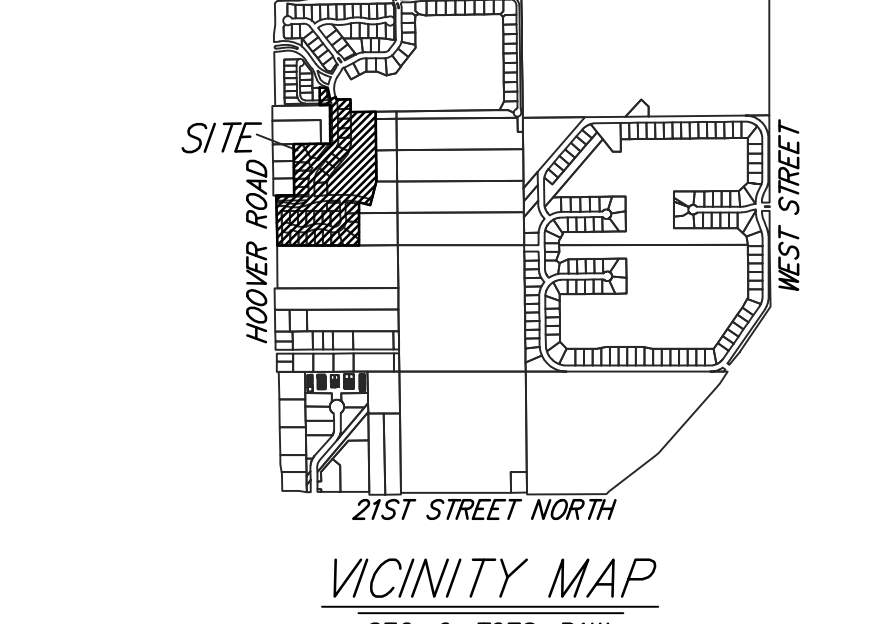 SITE
HOOVER ROAD
WEST STREET
21ST STREET NORTH
VICINITY MAP